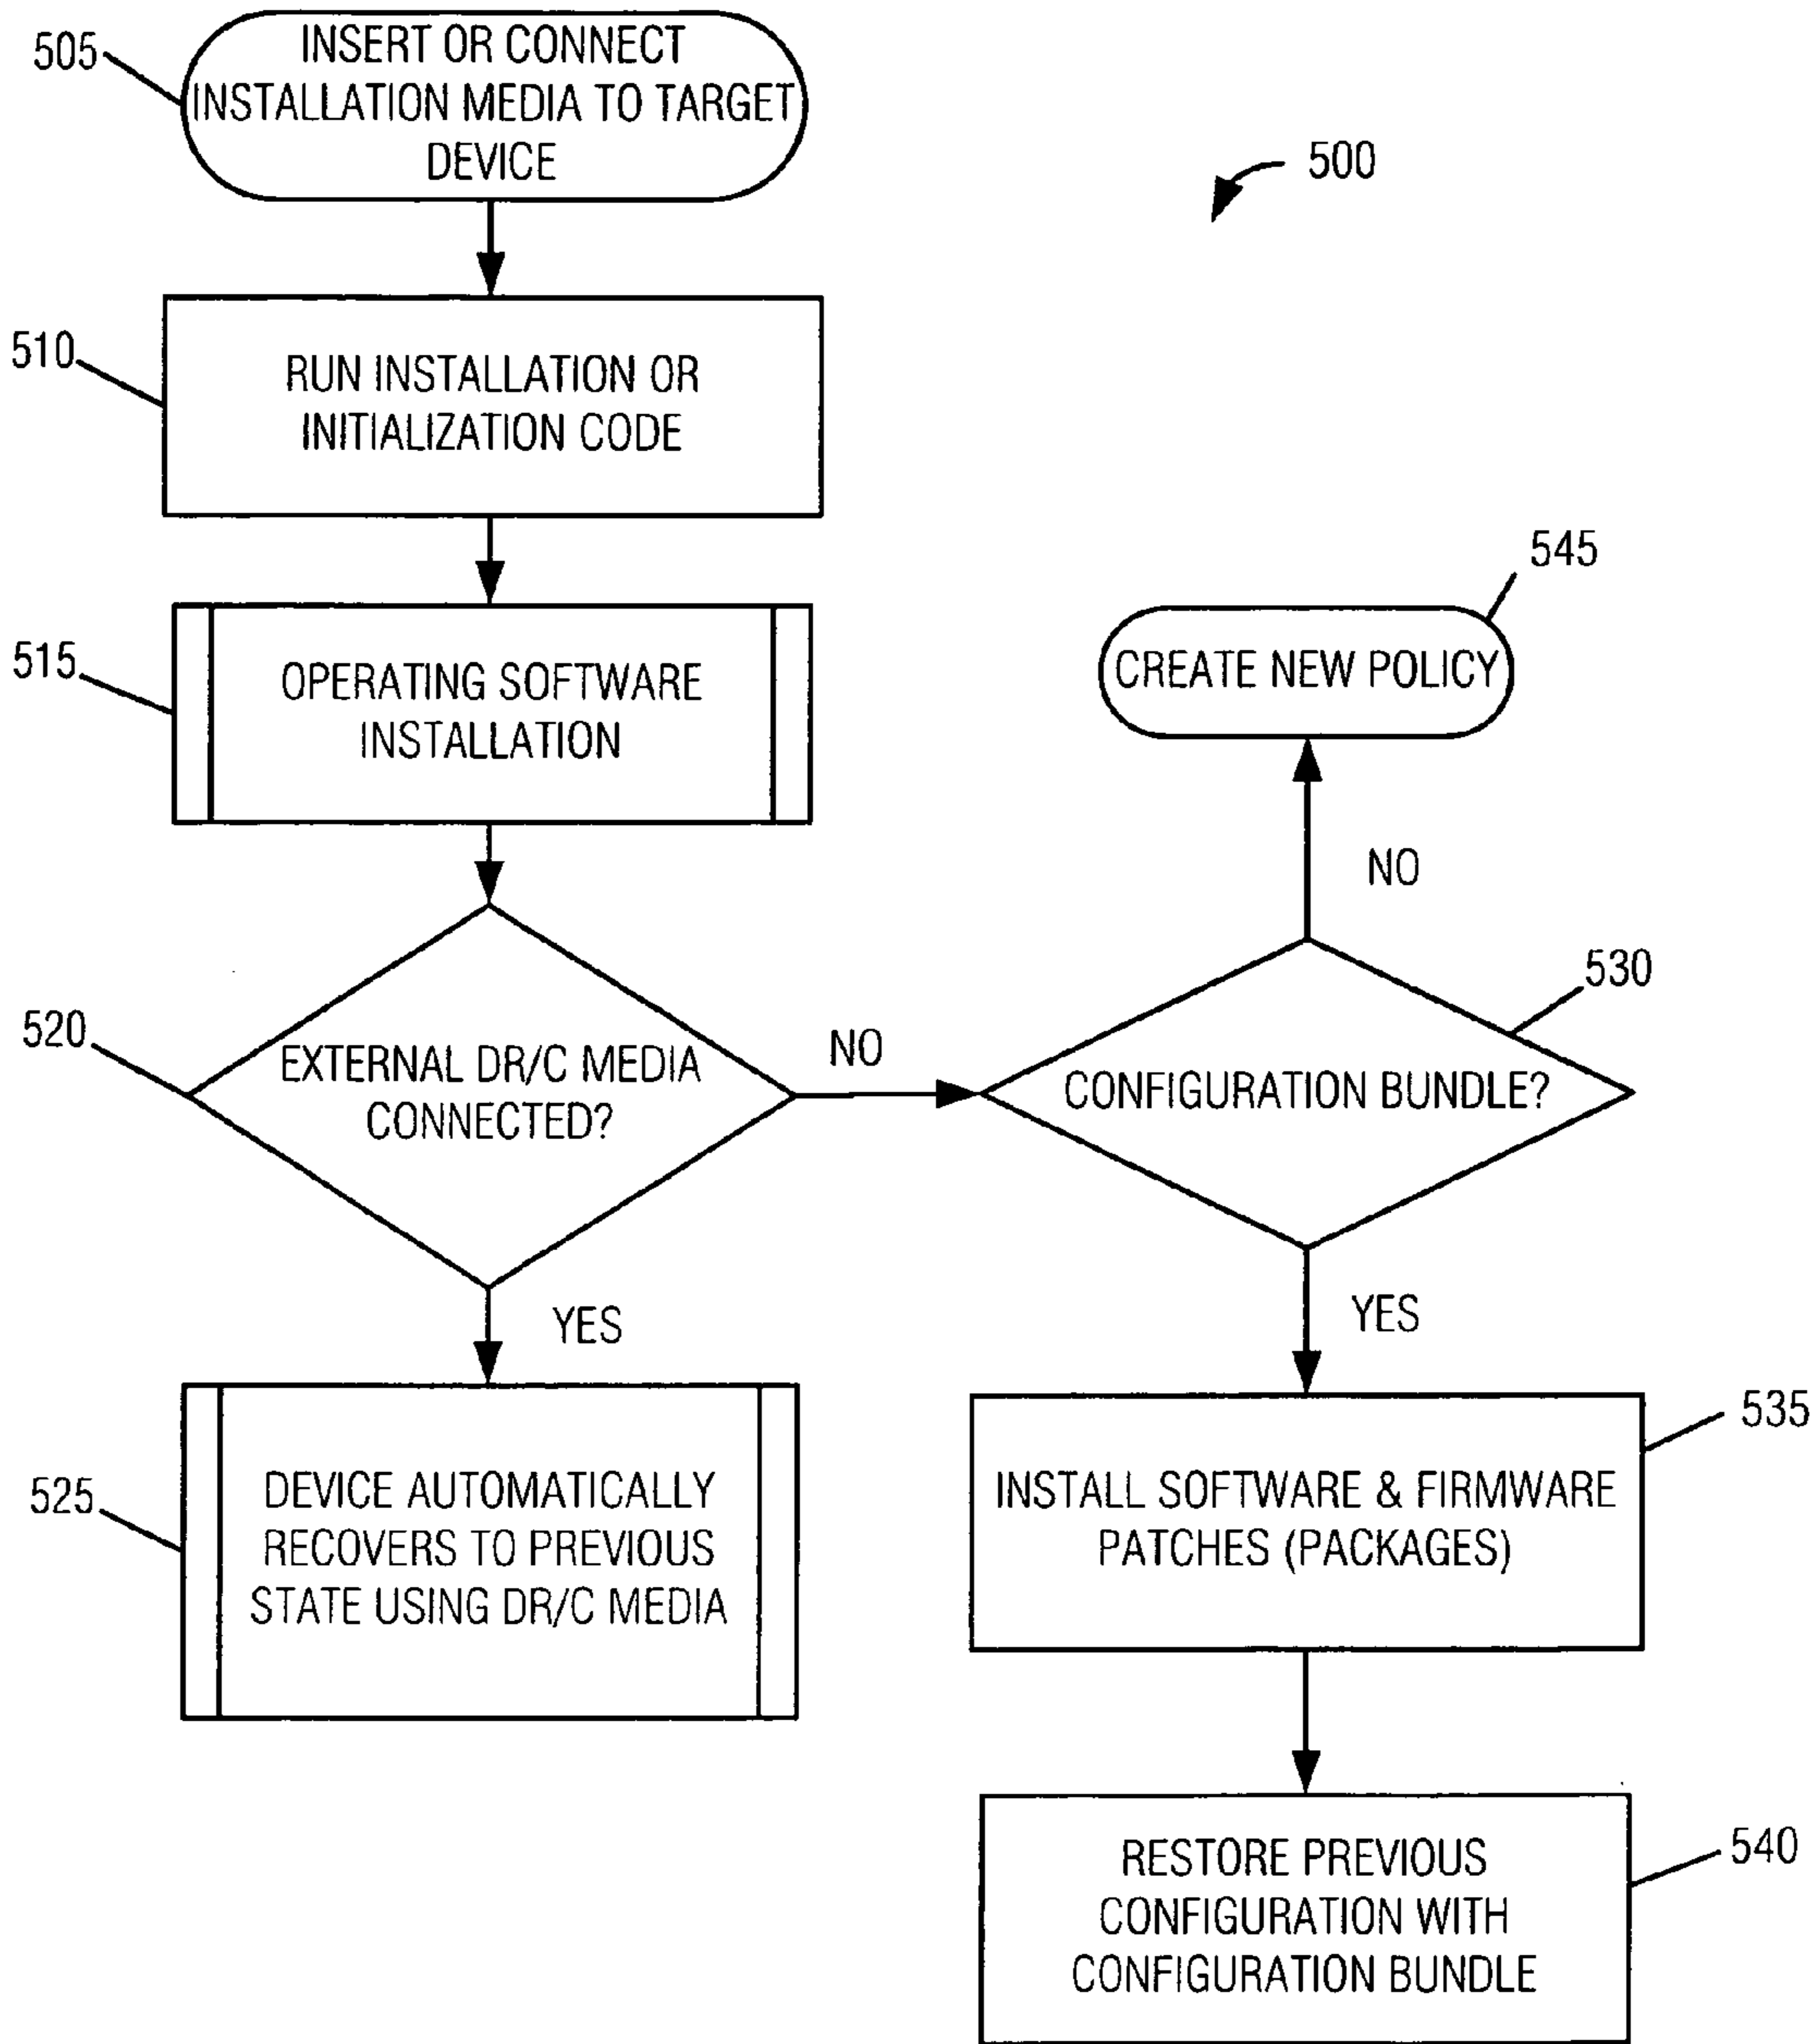 505
INSERT OR CONNECT
INSTALLATION MEDIA TO TARGET
DEVICE
500
510
RUN INSTALLATION OR
INITIALIZATION CODE
515
OPERATING SOFTWARE
INSTALLATION
520
EXTERNAL DR/C MEDIA
CONNECTED?
NO
YES
525
DEVICE AUTOMATICALLY
RECOVERS TO PREVIOUS
STATE USING DR/C MEDIA
545
CREATE NEW POLICY
NO
530
CONFIGURATION BUNDLE?
YES
535
INSTALL SOFTWARE & FIRMWARE
PATCHES (PACKAGES)
540
RESTORE PREVIOUS
CONFIGURATION WITH
CONFIGURATION BUNDLE